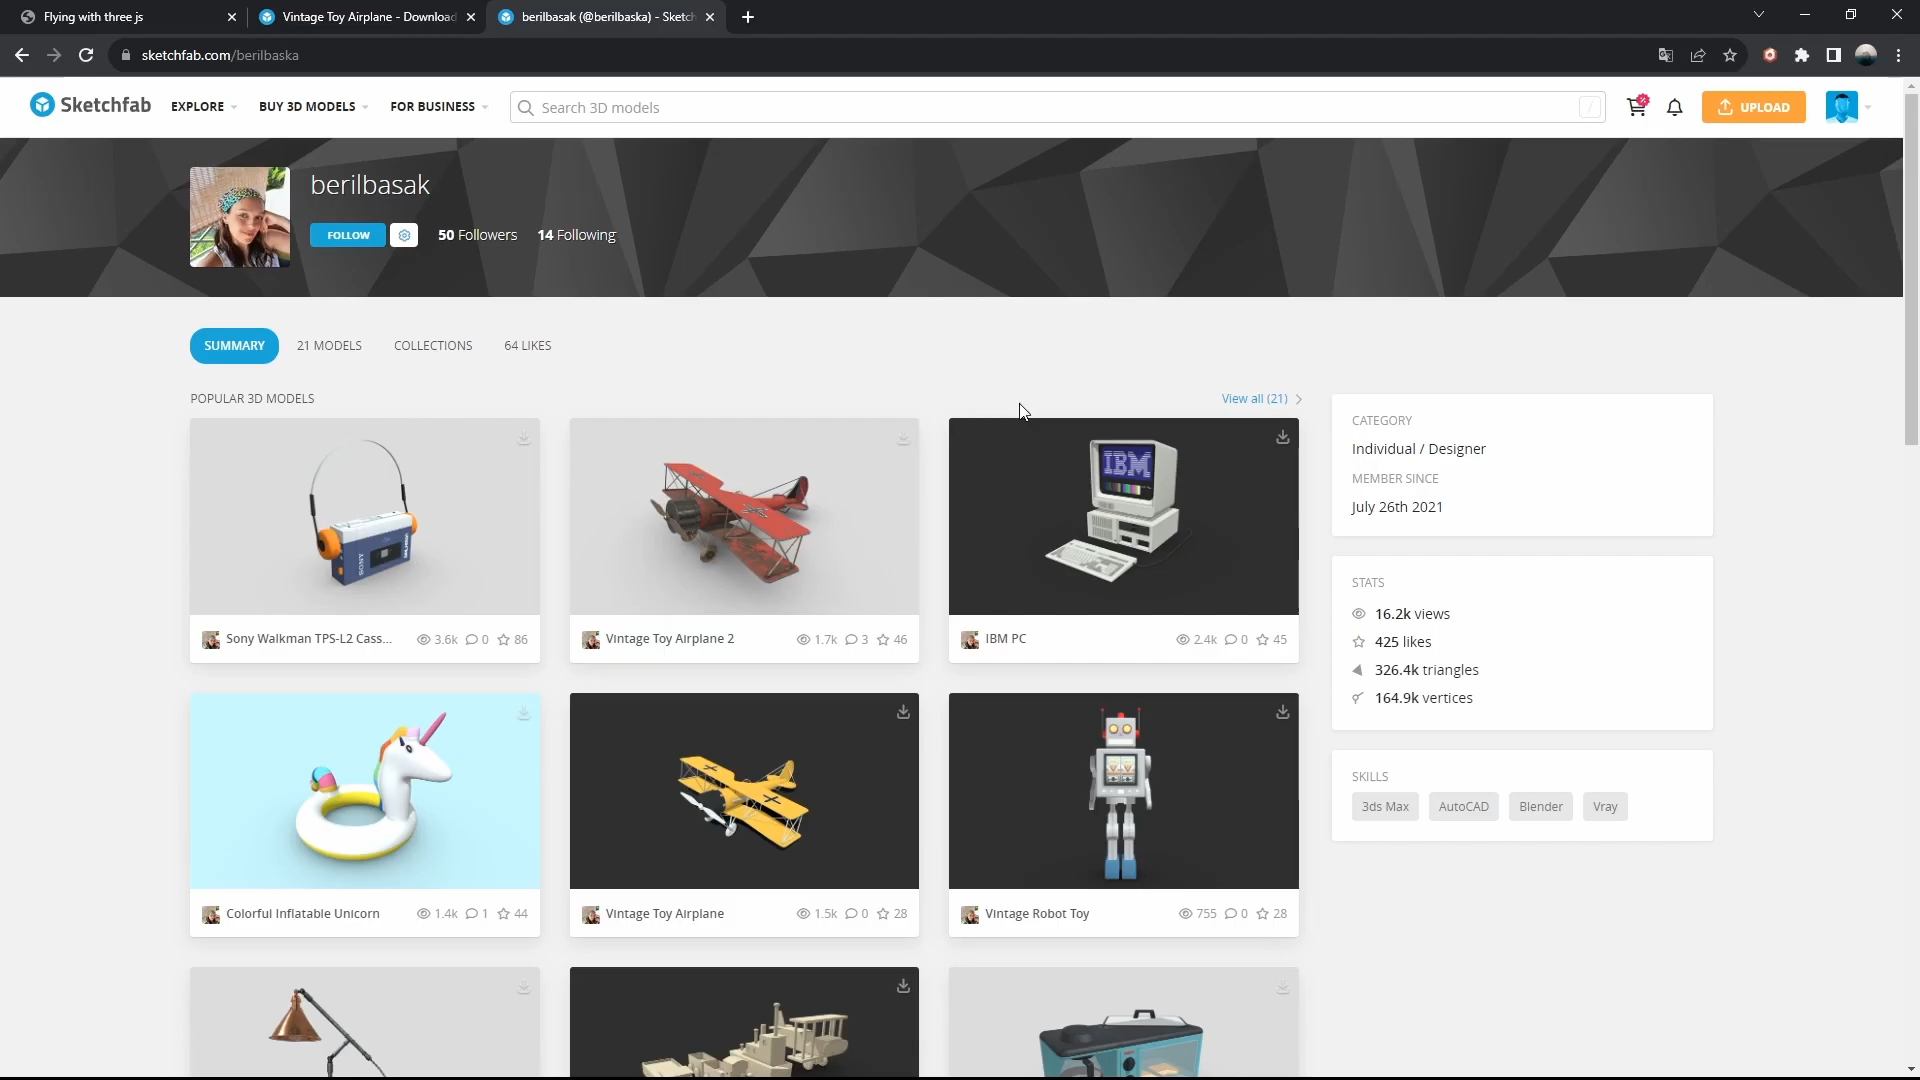 Flying with three js
Vintage Toy Airplane - Download
berilbasak (@berilbaska) - Sketch
sketchfab.com/berilbaska
Sketchfab
EXPLORE
BUY 3D MODELS
FOR BUSINESS
Search 3D models
/
UPLOAD
berilbasak
FOLLOW
50 Followers
14 Following
SUMMARY
21 MODELS
COLLECTIONS
64 LIKES
POPULAR 3D MODELS
View all (21)
SONY
IBM
Sony Walkman TPS-L2 Cass...
3.6k
0
86
Vintage Toy Airplane 2
1.7k
3
46
IBM PC
2.4k
0
45
Colorful Inflatable Unicorn
1.4k
1
44
Vintage Toy Airplane
1.5k
0
28
Vintage Robot Toy
755
0
28
CATEGORY
Individual / Designer
MEMBER SINCE
July 26th 2021
STATS
16.2k views
425 likes
326.4k triangles
164.9k vertices
SKILLS
3ds Max
AutoCAD
Blender
Vray